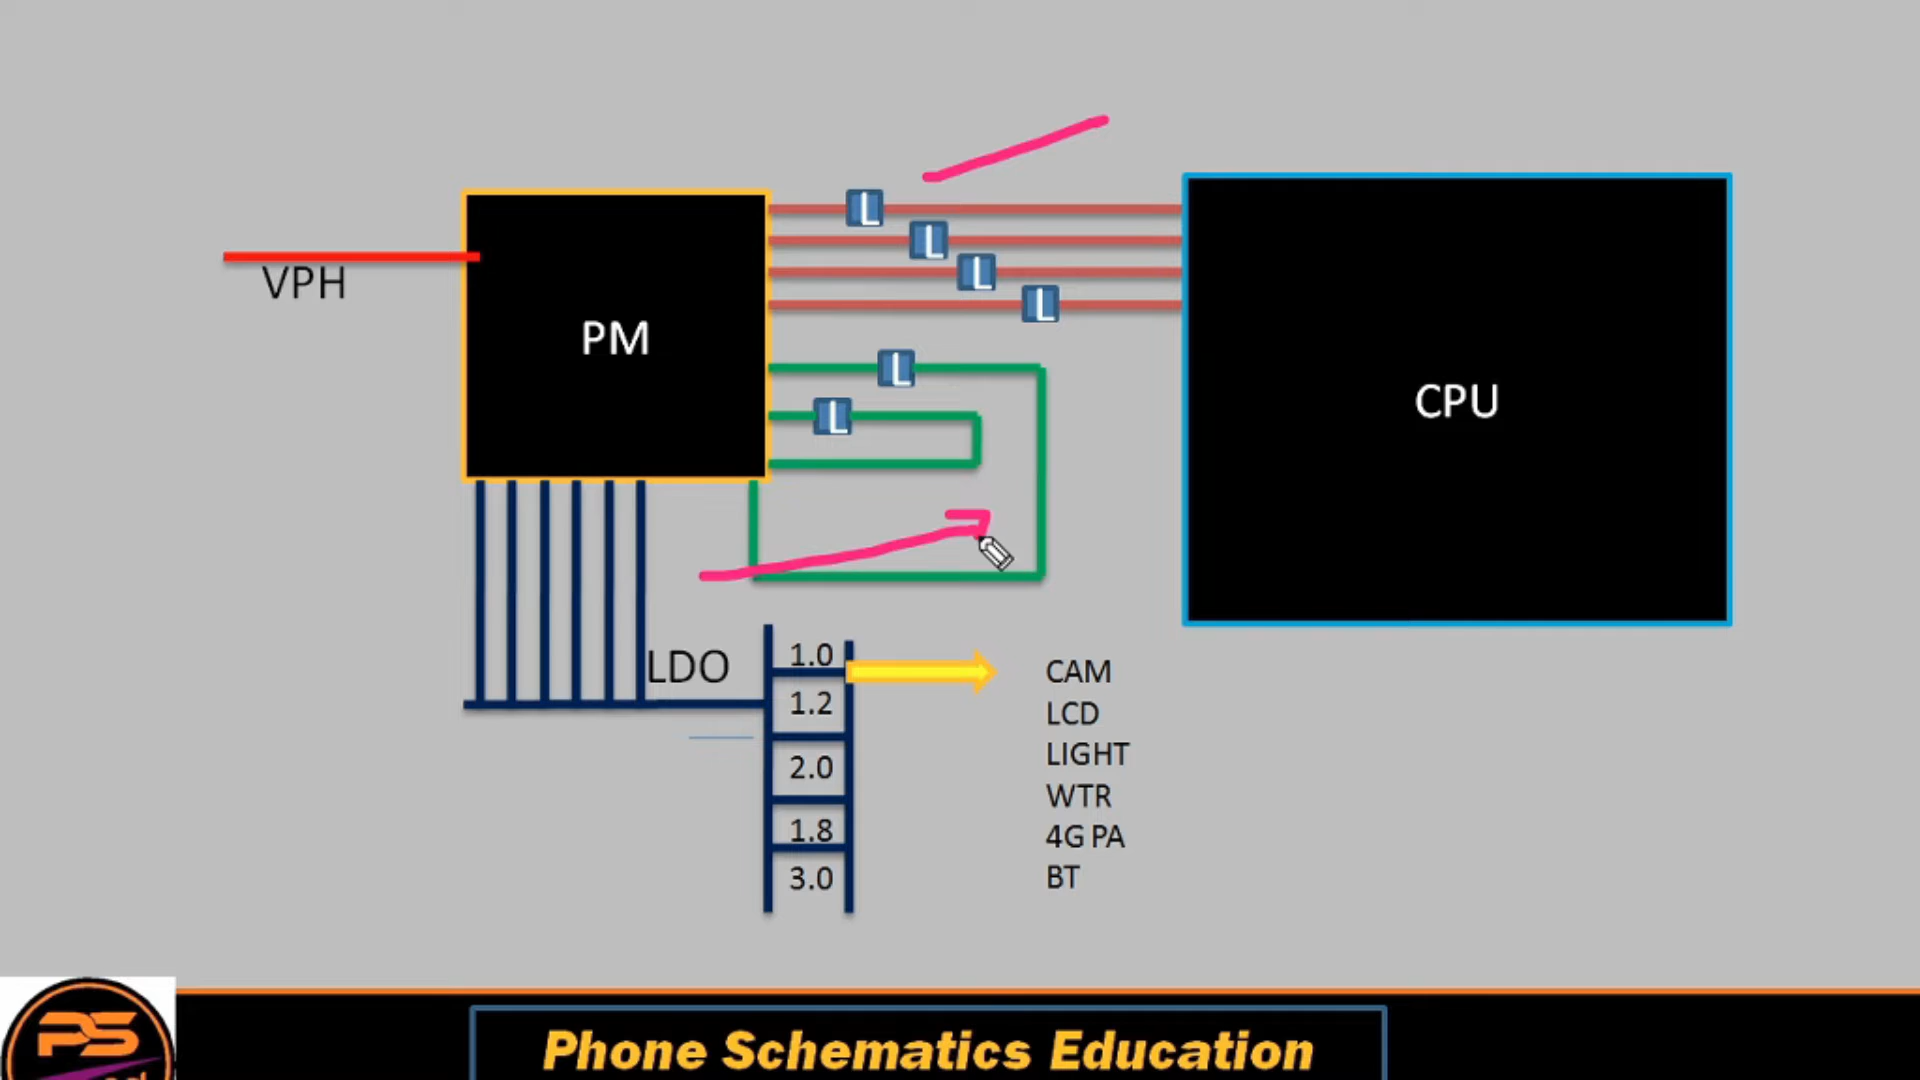 L
L
L
L
VPH
PM
L
L
CPU
LDO
1.0
1.2
2.0
1.8
3.0
CAM
LCD
LIGHT
WTR
4G PA
BT
PS
Phone Schematics Education